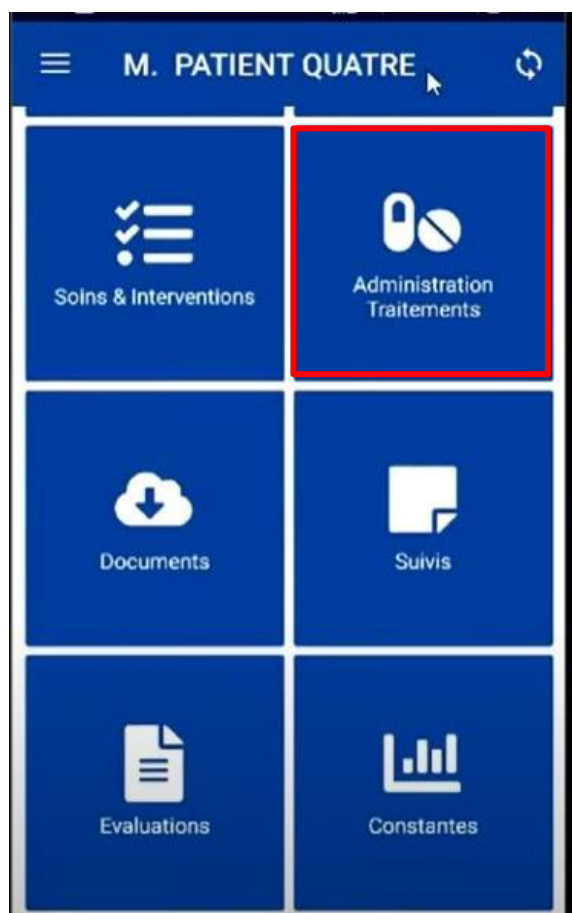 M. PATIENT QUATRE
Soins & Interventions
Administration
Traitements
Documents
Suivis
Evaluations
Constantes